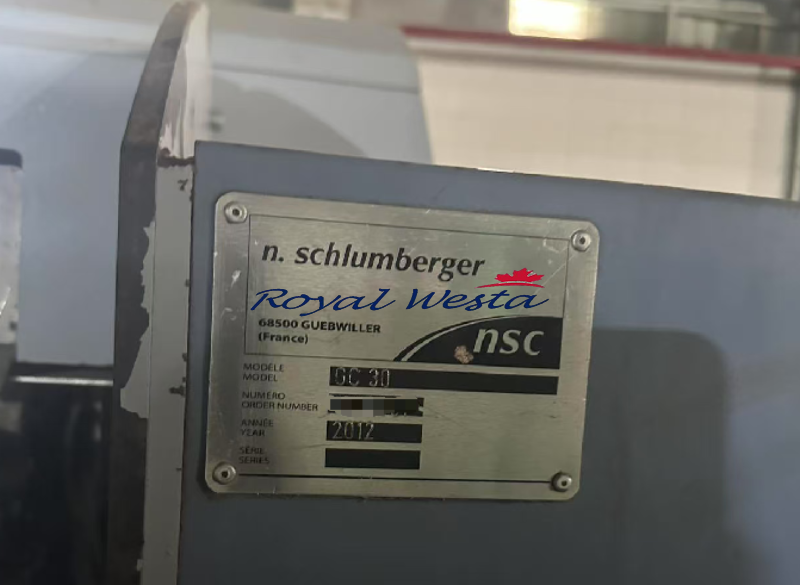 n. schlumberger
Royal Westa
68500 GUEBWILLER
(France)
nsc
MODÈLE
MODEL
GC 30
NUMERO
ORDER NUMBER
ANNÉE
YEAR
2012
SÉRIE
SERIES